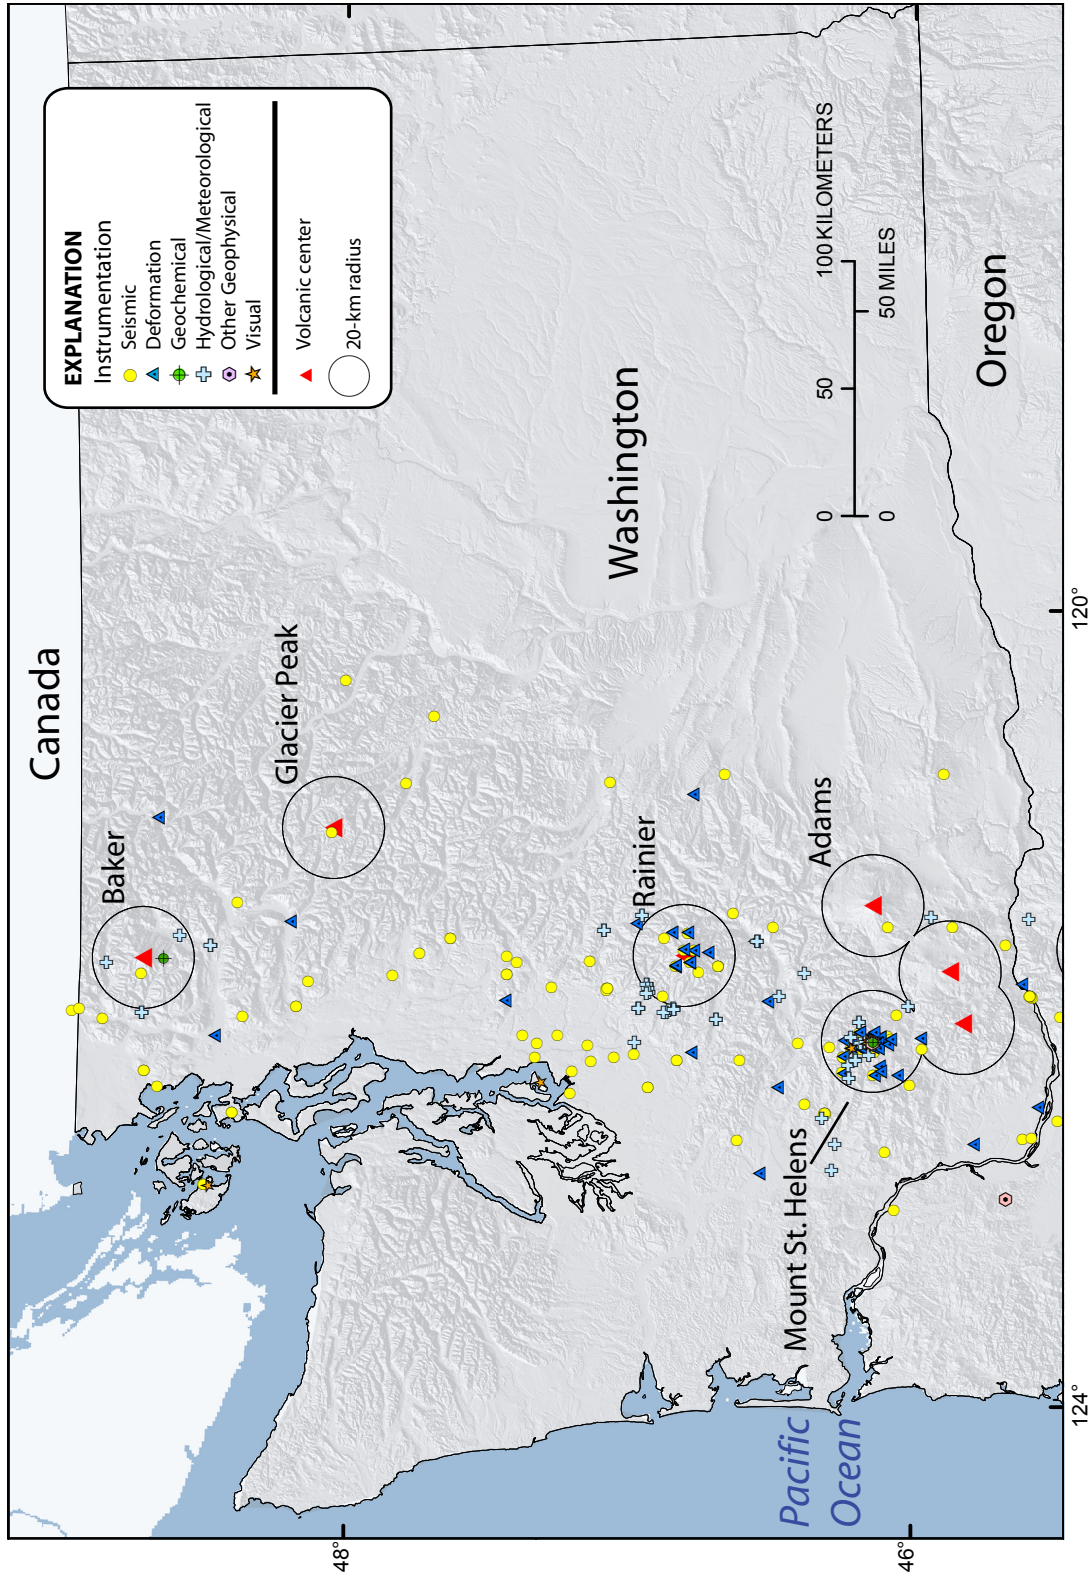 Canada
EXPLANATION
Instrumentation
Seismic
Deformation
Geochemical
Hydrological/Meteorological
Other Geophysical
Visual
Volcanic center
20-km radius
Baker
Glacier Peak
Washington
Rainier
Adams
Mount St. Helens
Pacific
Ocean
Oregon
0 50 100 KILOMETERS
0 50 MILES
48°
46°
124°
120°